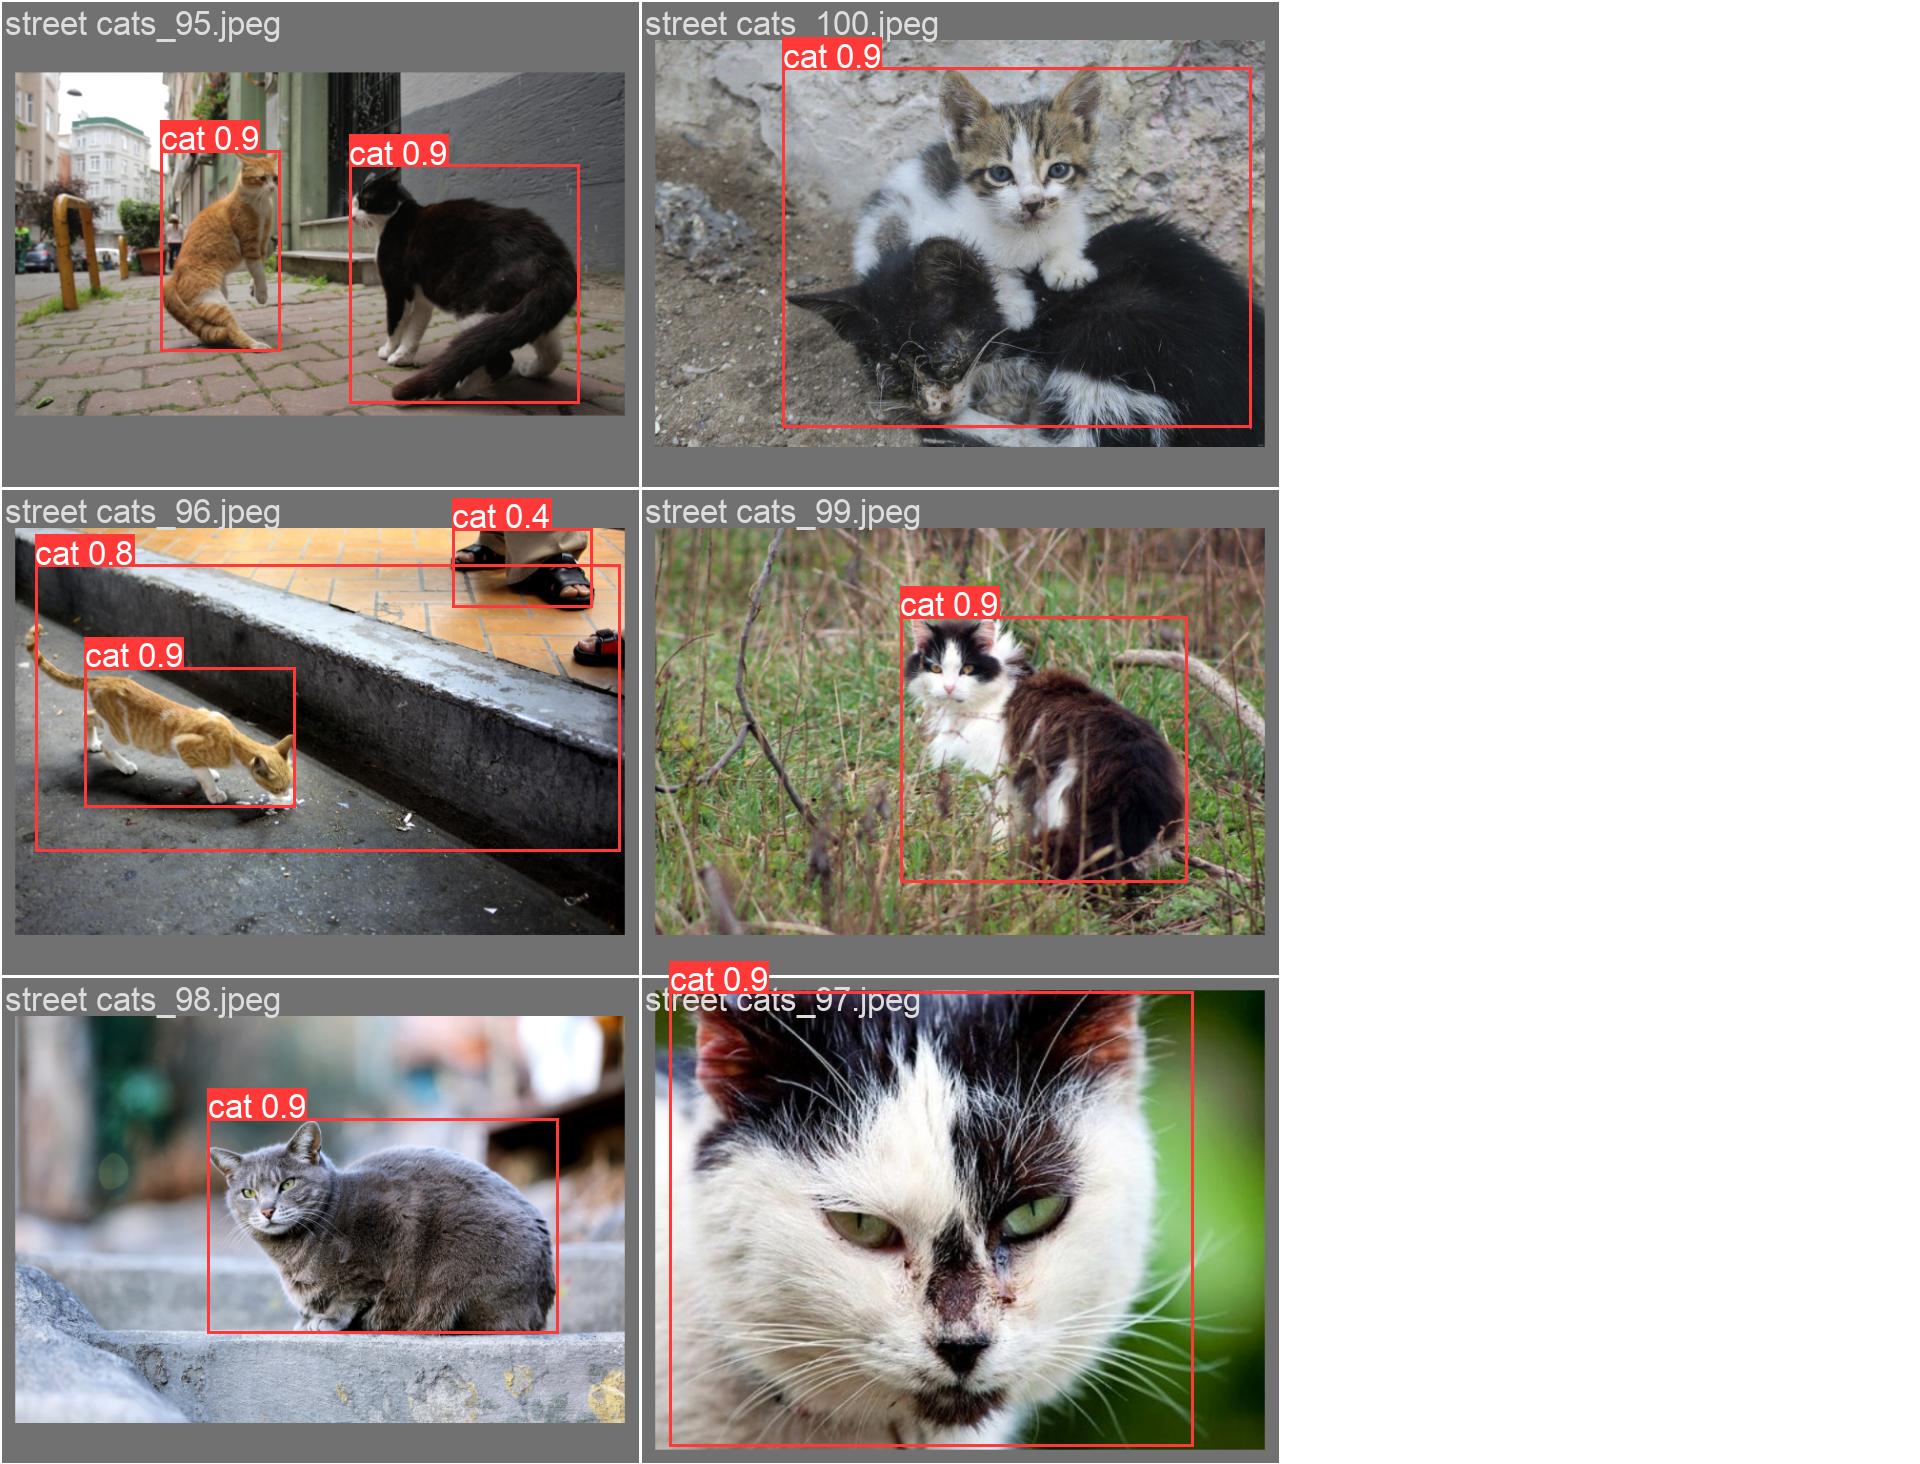 street cats_95.jpeg
cat 0.9
cat 0.9
street cats_100.jpeg
cat 0.9
street cats_96.jpeg
cat 0.4
cat 0.8
cat 0.9
street cats_99.jpeg
cat 0.9
street cats_98.jpeg
cat 0.9
street cats_97.jpeg
cat 0.9